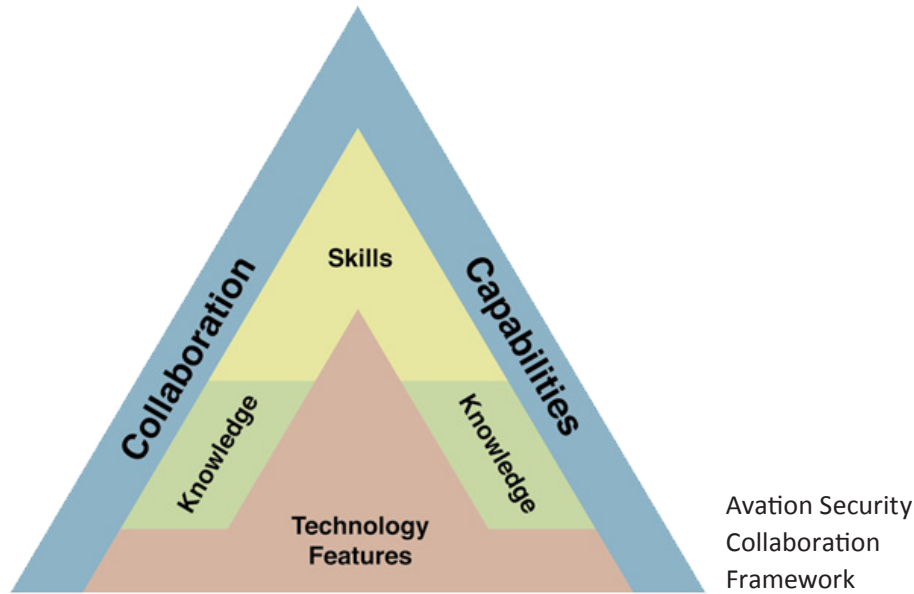 Skills
Collaboration
Capabilities
Knowledge
Knowledge
Technology
Features
Avation Security
Collaboration
Framework